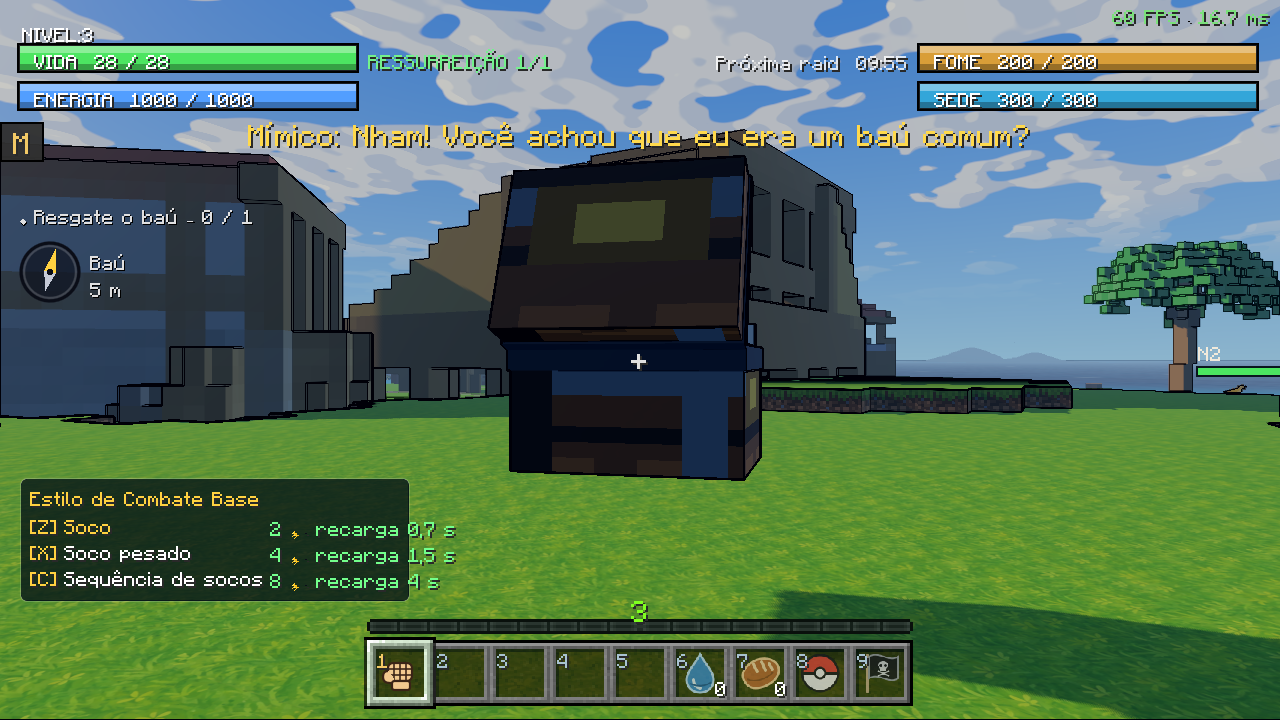 60 FPS · 16.7 ms
NIVEL:3
VIDA 28 / 28
RESSURREIÇÃO 1/1
Próxima raid 09:55
FOME 200 / 200
ENERGIA 1000 / 1000
SEDE 300 / 300
M
Mímico: Nham! Você achou que eu era um baú comum?
Resgate o baú - 0 / 1
Baú
5 m
N2
Estilo de Combate Base
[Z] Soco 2 recarga 0,7 s
[X] Soco pesado 4 recarga 1,5 s
[C] Sequência de socos 8 recarga 4 s
3
1 2 3 4 5 6 7 8 9
0 0